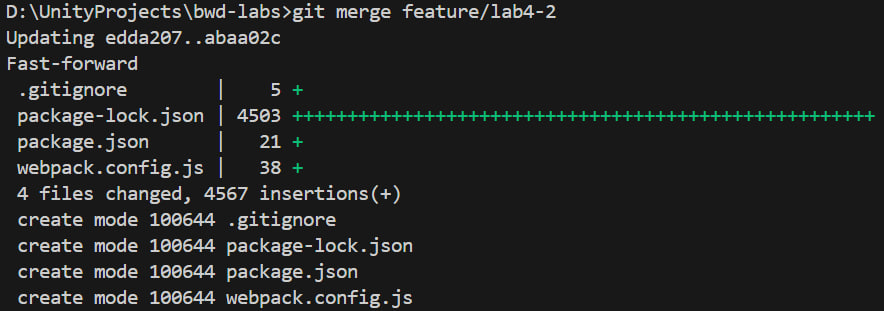 D:\UnityProjects\bwd-labs>git merge feature/lab4-2
Updating edda207..abaa02c
Fast-forward
 .gitignore        |    5 +
 package-lock.json | 4503 +++++++++++++++++++++++++++++++++++++++++++++++++++++
 package.json      |   21 +
 webpack.config.js |   38 +
 4 files changed, 4567 insertions(+)
 create mode 100644 .gitignore
 create mode 100644 package-lock.json
 create mode 100644 package.json
 create mode 100644 webpack.config.js